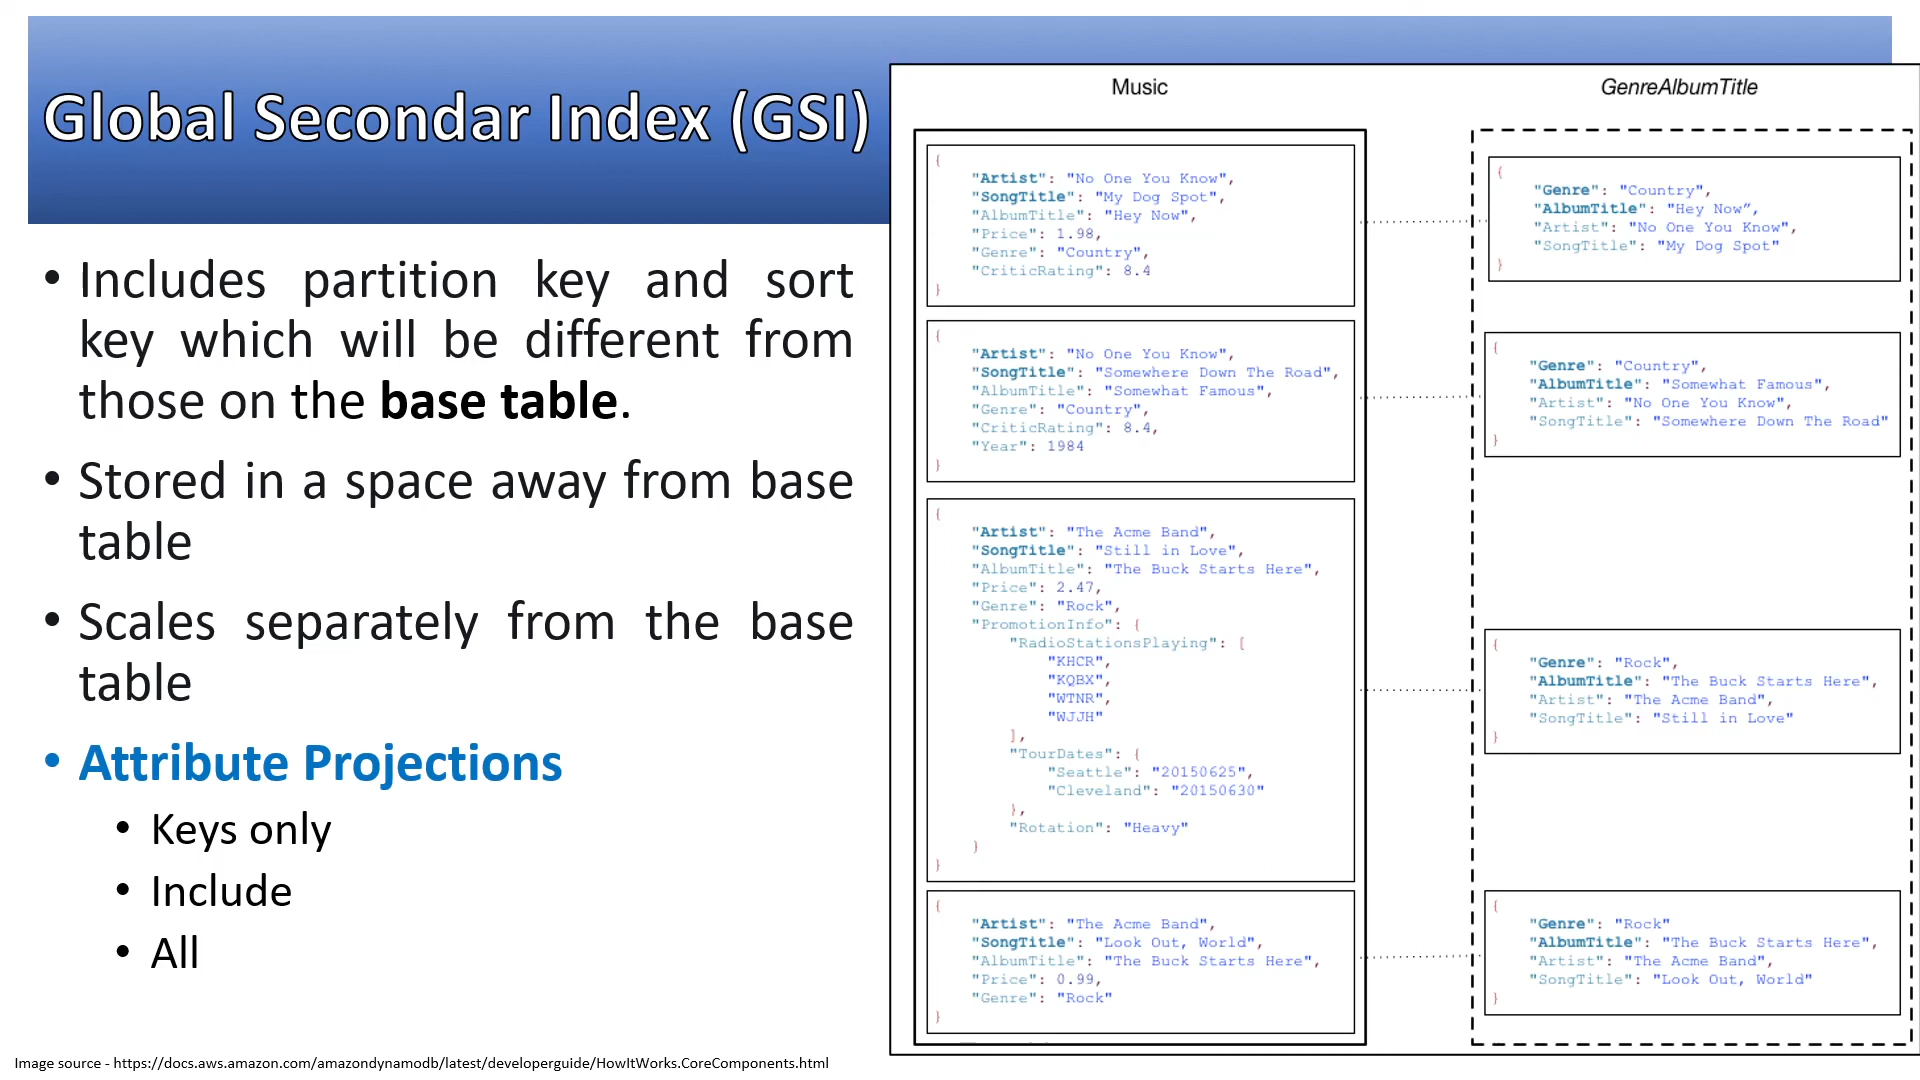 Global Secondar Index (GSI)
• Includes partition key and sort
key which will be different from
those on the base table.
• Stored in a space away from base
table
• Scales separately from the base
table
• Attribute Projections
• Keys only
• Include
• All
Image source - https://docs.aws.amazon.com/amazondynamodb/latest/developerguide/HowItWorks.CoreComponents.html
Music
{
"Artist": "No One You Know",
"SongTitle": "My Dog Spot",
"AlbumTitle": "Hey Now",
"Price": 1.98,
"Genre": "Country",
"CriticRating": 8.4
}
{
"Artist": "No One You Know",
"SongTitle": "Somewhere Down The Road",
"AlbumTitle": "Somewhat Famous",
"Genre": "Country",
"CriticRating": 8.4,
"Year": 1984
}
{
"Artist": "The Acme Band",
"SongTitle": "Still in Love",
"AlbumTitle": "The Buck Starts Here",
"Price": 2.47,
"Genre": "Rock",
"PromotionInfo": {
"RadioStationsPlaying": [
"KHCR",
"KQBX",
"WTNR",
"WJJH"
],
"TourDates": {
"Seattle": "20150625",
"Cleveland": "20150630"
},
"Rotation": "Heavy"
}
}
{
"Artist": "The Acme Band",
"SongTitle": "Look Out, World",
"AlbumTitle": "The Buck Starts Here",
"Price": 0.99,
"Genre": "Rock"
}
GenreAlbumTitle
{
"Genre": "Country",
"AlbumTitle": "Hey Now",
"Artist": "No One You Know",
"SongTitle": "My Dog Spot"
}
{
"Genre": "Country",
"AlbumTitle": "Somewhat Famous",
"Artist": "No One You Know",
"SongTitle": "Somewhere Down The Road"
}
{
"Genre": "Rock",
"AlbumTitle": "The Buck Starts Here",
"Artist": "The Acme Band",
"SongTitle": "Still in Love"
}
{
"Genre": "Rock"
"AlbumTitle": "The Buck Starts Here",
"Artist": "The Acme Band",
"SongTitle": "Look Out, World"
}